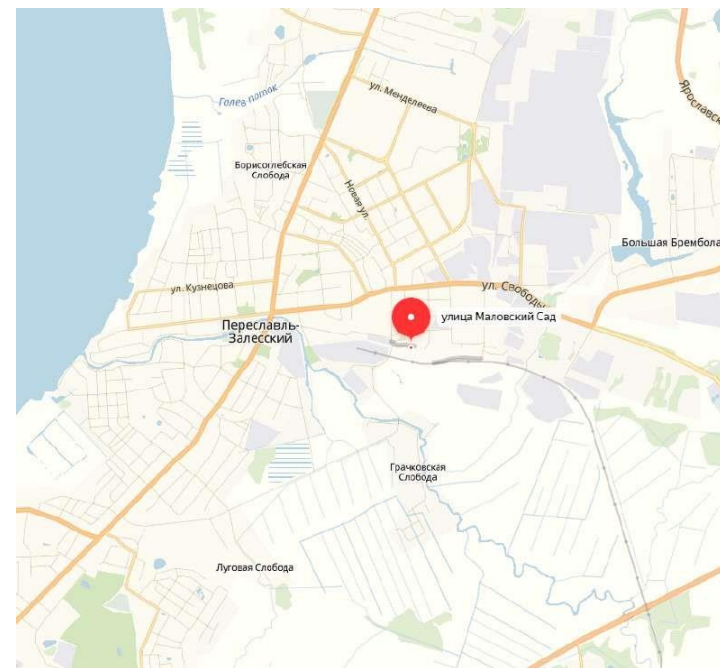 Голев поток
ул. Менделеева
Ярославск
Борисоглебская
Слобода
Новая ул.
Большая Брембола
ул. Кузнецова
ул. Свободы
улица Маловский Сад
Переславль-
Залесский
Грачковская
Слобода
Луговая Слобода